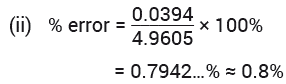 (ii) % error = 0.0394/4.9605 × 100%
= 0.7942...% ≈ 0.8%